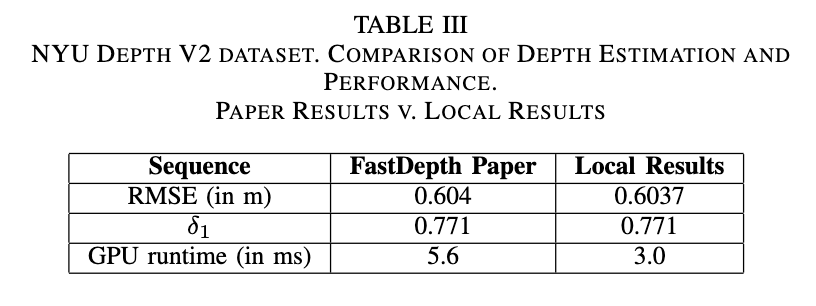 TABLE III
NYU DEPTH V2 DATASET. COMPARISON OF DEPTH ESTIMATION AND
PERFORMANCE.
PAPER RESULTS V. LOCAL RESULTS
Sequence FastDepth Paper Local Results
RMSE (in m) 0.604 0.6037
δ₁ 0.771 0.771
GPU runtime (in ms) 5.6 3.0